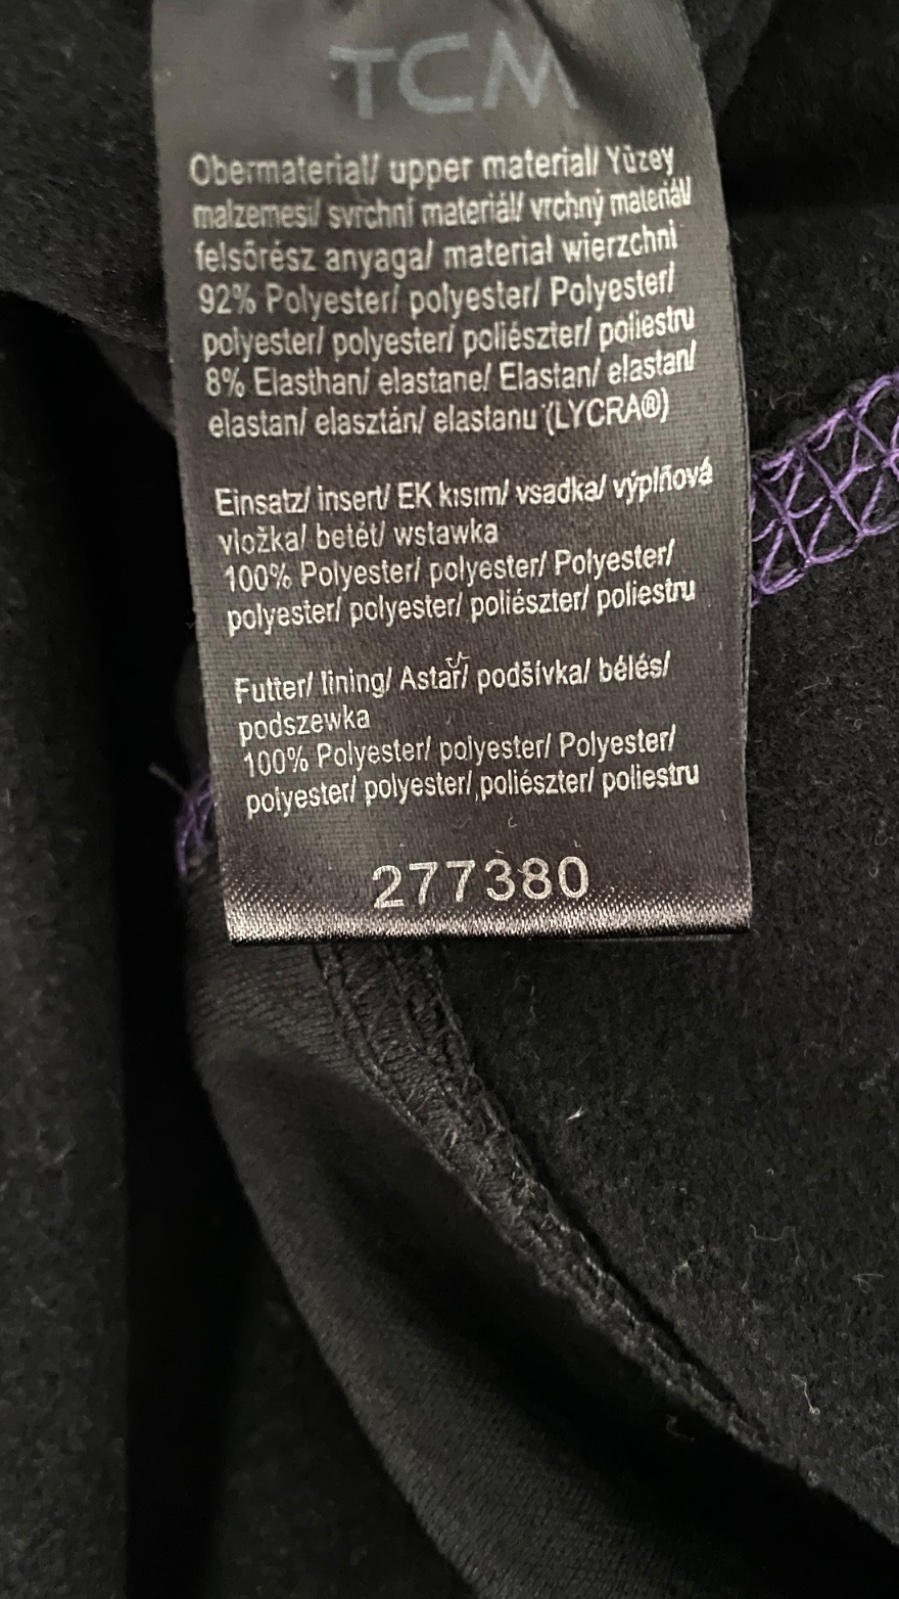 TCM
Obermaterial/ upper material/ Yüzey
malzemesi/ svrchní materiál/ vrchný materiál/
felsőrész anyaga/ materiał wierzchni
92% Polyester/ polyester/ Polyester/
polyester/ polyester/ poliészter/ poliestru
8% Elasthan/ elastane/ Elastan/ elastan/
elastan/ elasztán/ elastanu (LYCRA®)
Einsatz/ insert/ EK kısım/ vsadka/ výplňová
vložka/ betét/ wstawka
100% Polyester/ polyester/ Polyester/
polyester/ polyester/ poliészter/ poliestru
Futter/ lining/ Astar/ podšívka/ bélés/
podszewka
100% Polyester/ polyester/ Polyester/
polyester/ polyester/ poliészter/ poliestru
277380